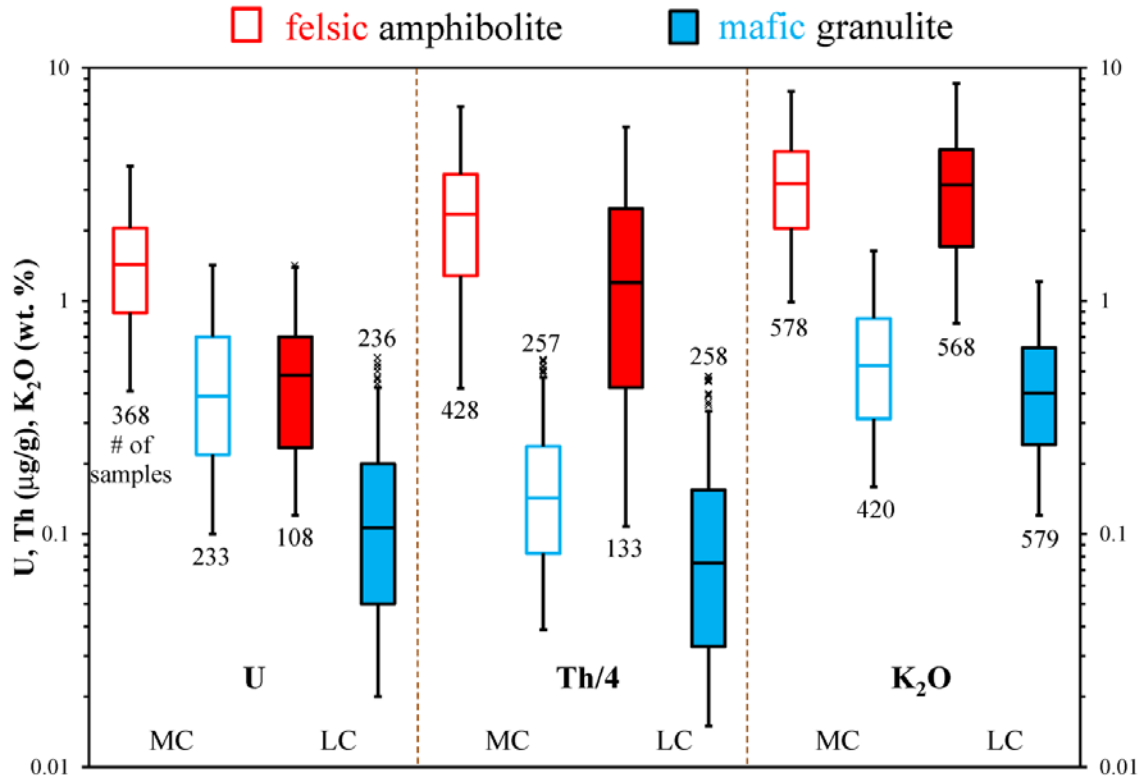 felsic amphibolite
mafic granulite
U, Th (µg/g), K₂O (wt. %)
10
1
0.1
0.01
368
# of
samples
233
108
236
428
257
133
258
578
420
568
579
U
Th/4
K₂O
MC
LC
MC
LC
MC
LC
10
1
0.1
0.01